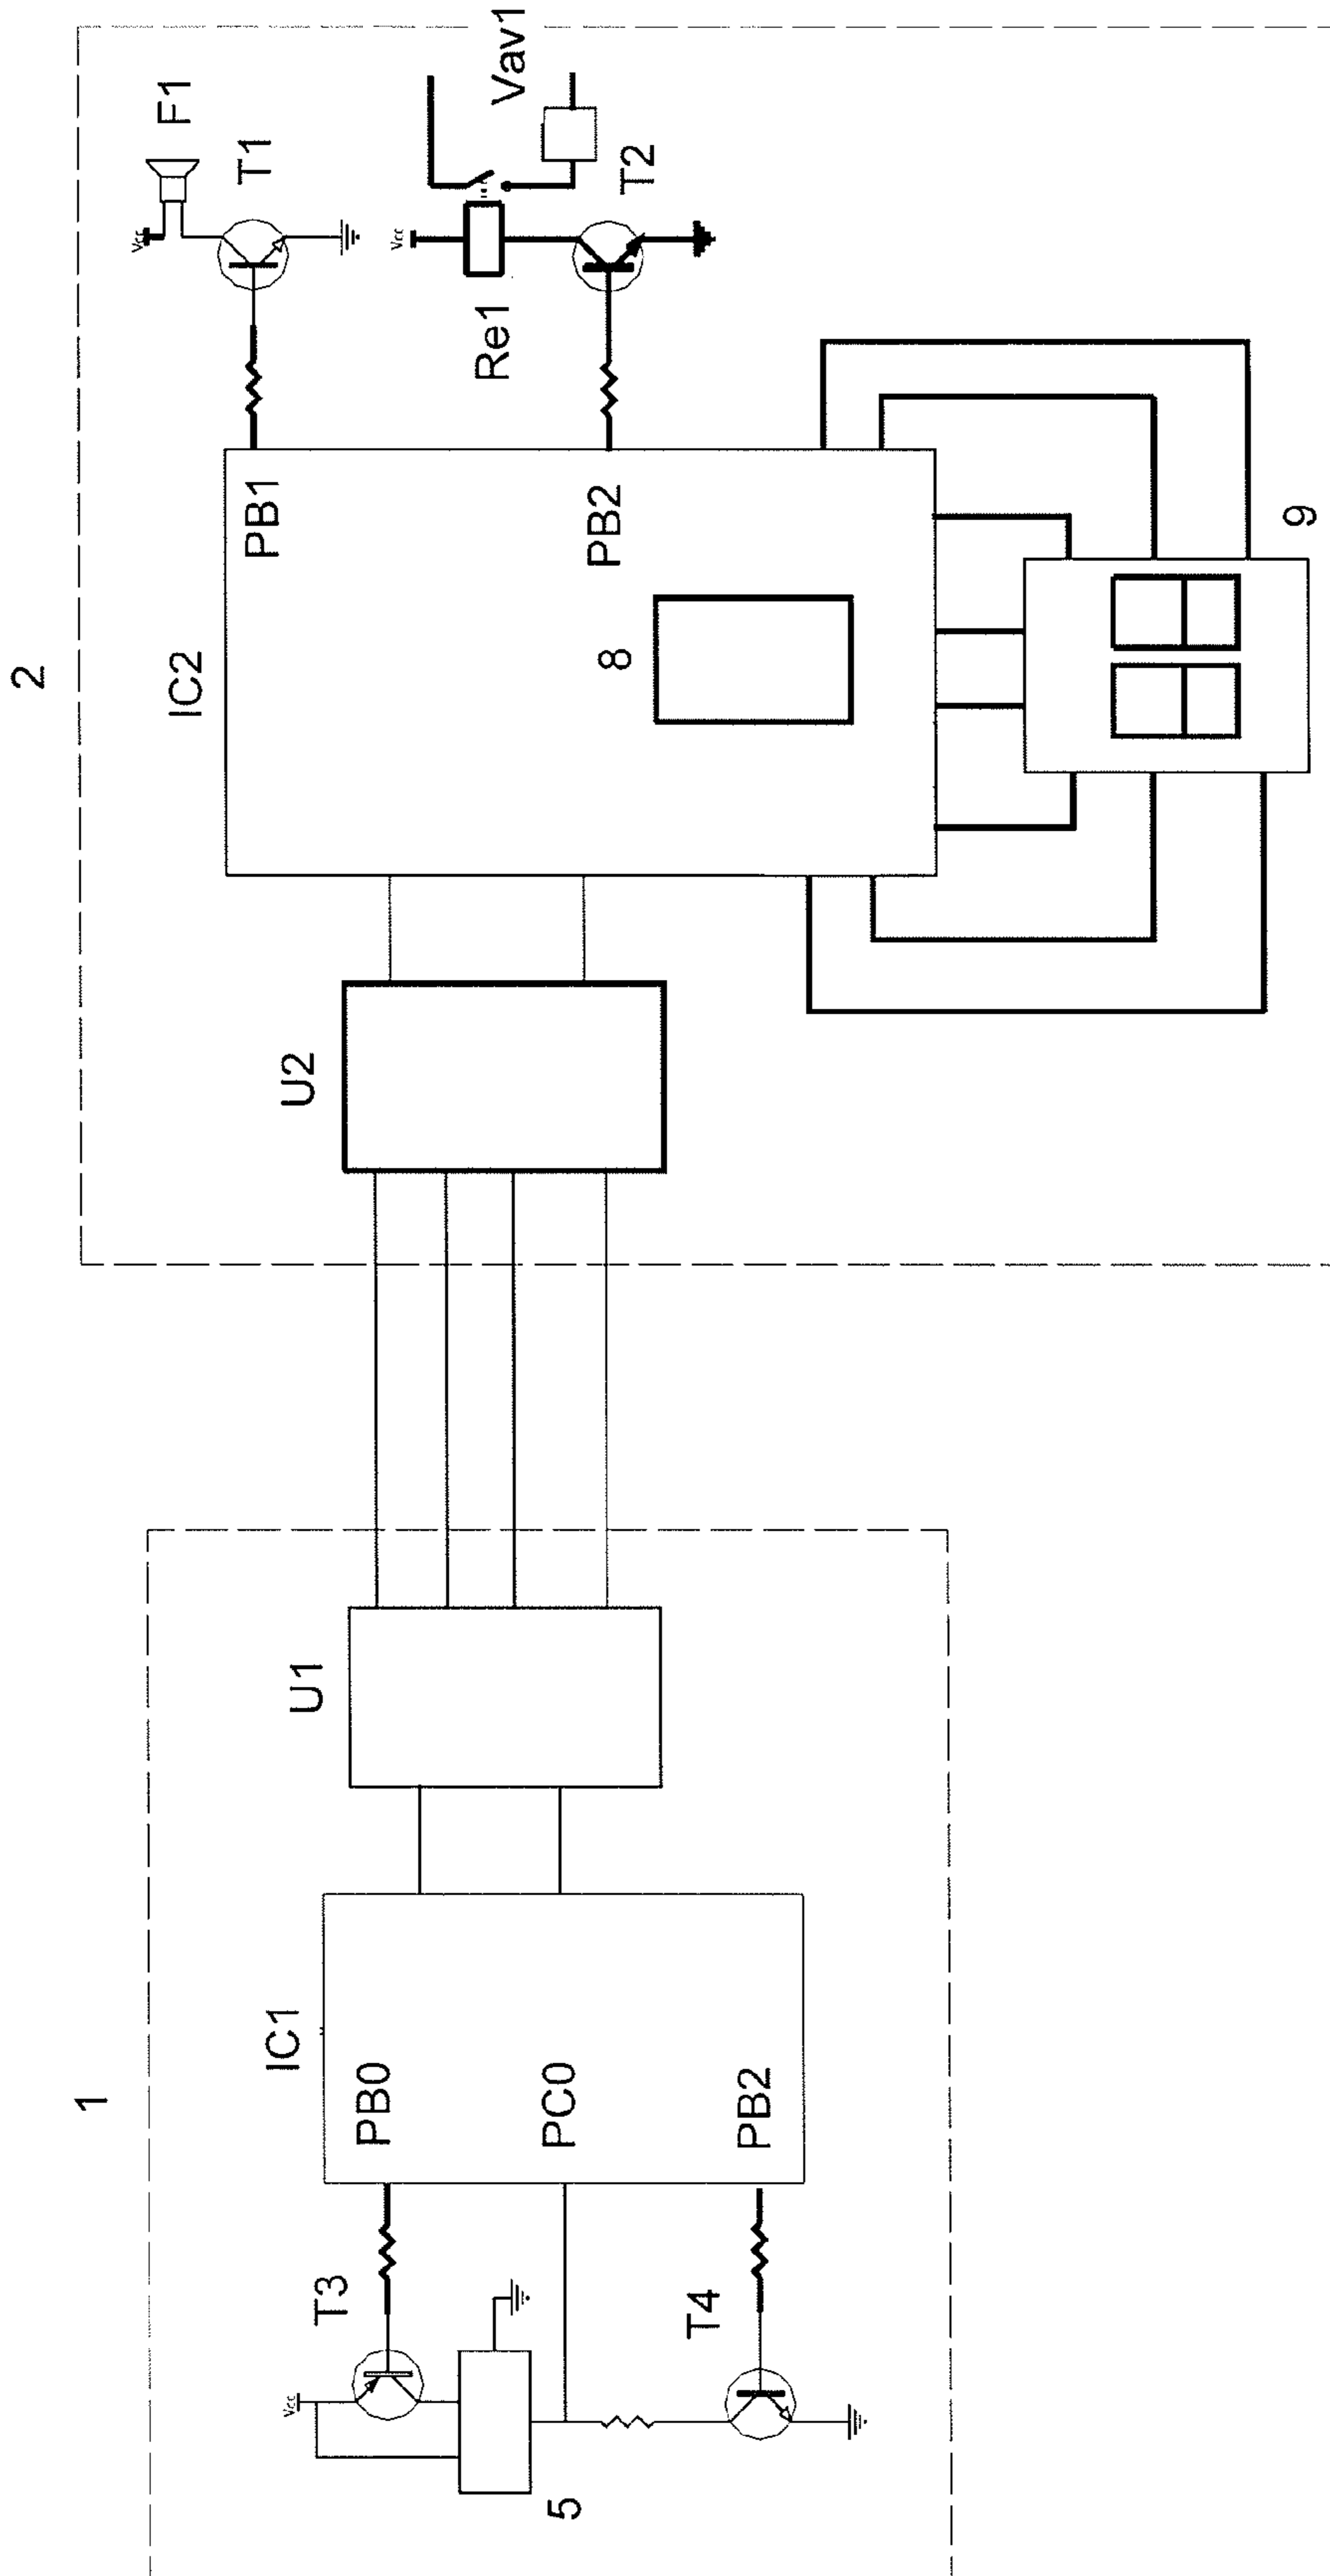 1
IC1
PB0
PC0
PB2
T3
Vcc
5
T4
U1
2
U2
IC2
PB1
PB2
8
9
F1
Vcc
T1
Vcc
Re1
Vav1
T2